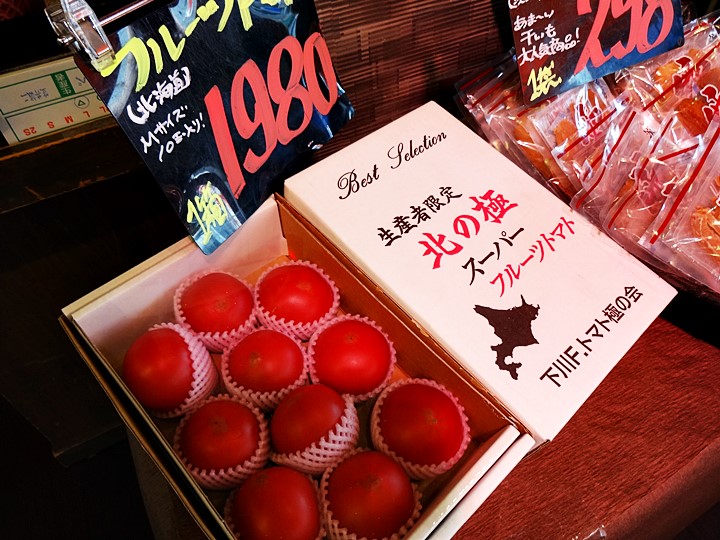 フルーツトマト
(北海道)
Mサイズ
10玉入り!
1980
1箱
あま〜い
干しいも
大人気商品!
298
1袋
L M S 2S
Best Selection
生産者限定
北の極
スーパー
フルーツトマト
下川F.トマト極の会